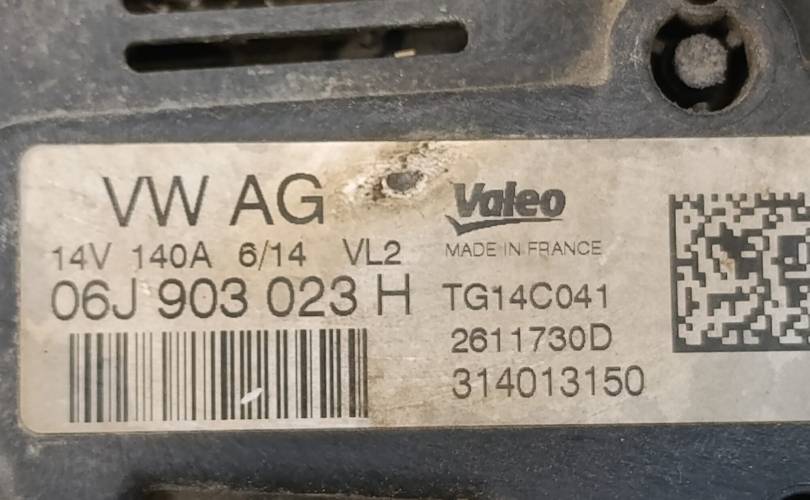 VW AG
14V 140A 6/14 VL2
06J 903 023 H
Valeo
MADE IN FRANCE
TG14C041
2611730D
314013150